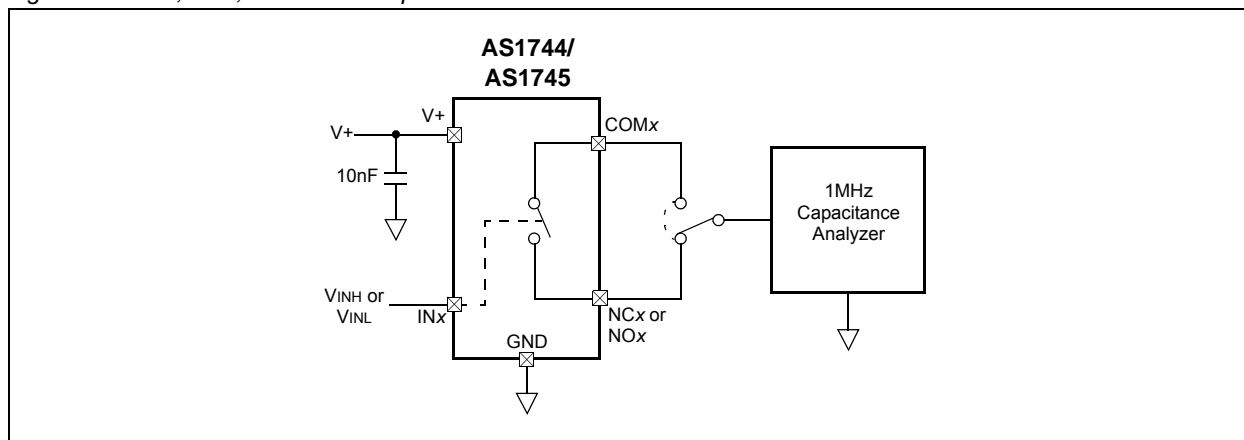 AS1744/
AS1745
V+
V+
COMx
10nF
1MHz
Capacitance
Analyzer
VINH or
VINL
INx
NCx or
NOx
GND